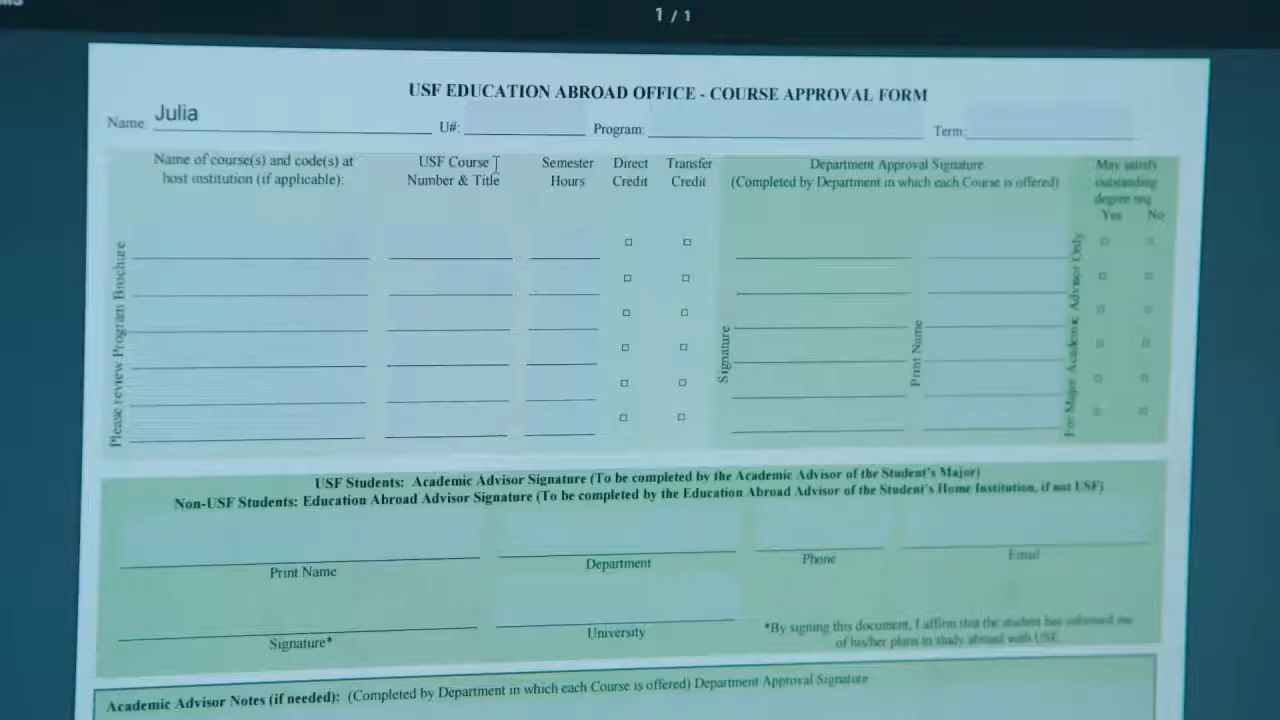 1 / 1
USF EDUCATION ABROAD OFFICE - COURSE APPROVAL FORM
Name: Julia U#: Program: Term:
Name of course(s) and code(s) at host institution (if applicable):
USF Course Number & Title
Semester Hours
Direct Credit
Transfer Credit
Department Approval Signature
(Completed by Department in which each Course is offered)
May satisfy outstanding degree req
Yes No
Please review Program Brochure
Signature
Print Name
For Major Academic Advisor Only
USF Students: Academic Advisor Signature (To be completed by the Academic Advisor of the Student's Major)
Non-USF Students: Education Abroad Advisor Signature (To be completed by the Education Abroad Advisor of the Student's Home Institution, if not USF)
Print Name Department Phone Email
Signature* University
*By signing this document, I affirm that the student has informed me
of his/her plans to study abroad with USF.
Academic Advisor Notes (if needed): (Completed by Department in which each Course is offered) Department Approval Signature